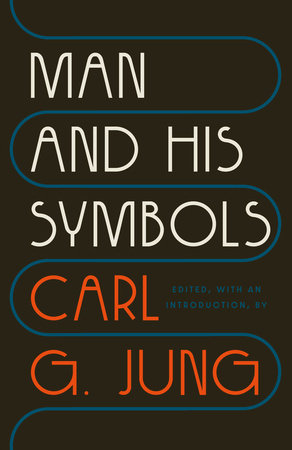 MAN
AND HIS
SYMBOLS
EDITED, WITH AN
INTRODUCTION, BY
CARL
G. JUNG